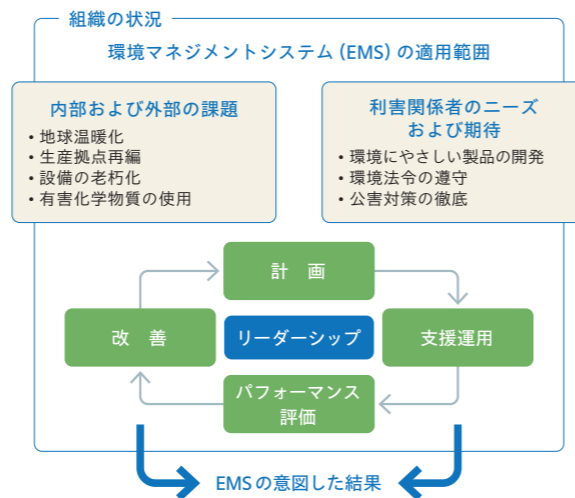 組織の状況
環境マネジメントシステム（EMS）の適用範囲
内部および外部の課題
• 地球温暖化
• 生産拠点再編
• 設備の老朽化
• 有害化学物質の使用
利害関係者のニーズ
および期待
• 環境にやさしい製品の開発
• 環境法令の遵守
• 公害対策の徹底
計　画
改　善
リーダーシップ
支援運用
パフォーマンス
評価
EMSの意図した結果